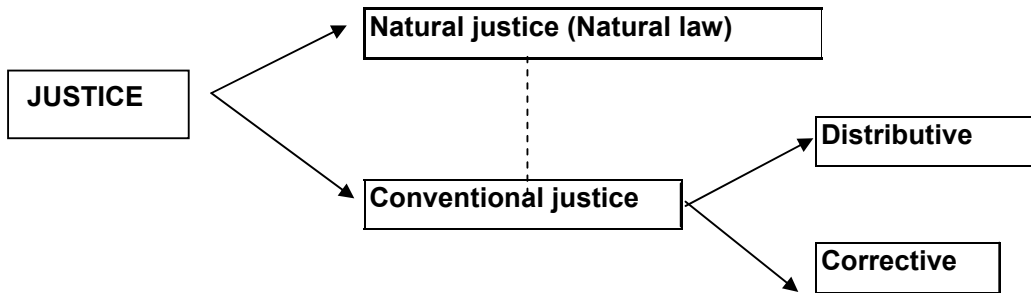 Natural justice (Natural law)
JUSTICE
Distributive
Conventional justice
Corrective